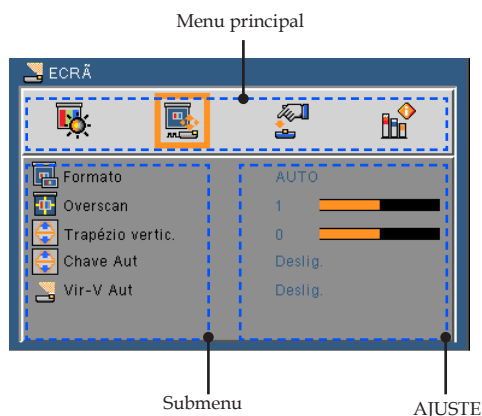 Menu principal
ECRÃ
Formato AUTO
Overscan 1
Trapézio vertic. 0
Chave Aut Deslig.
Vir-V Aut Deslig.
Submenu
AJUSTE